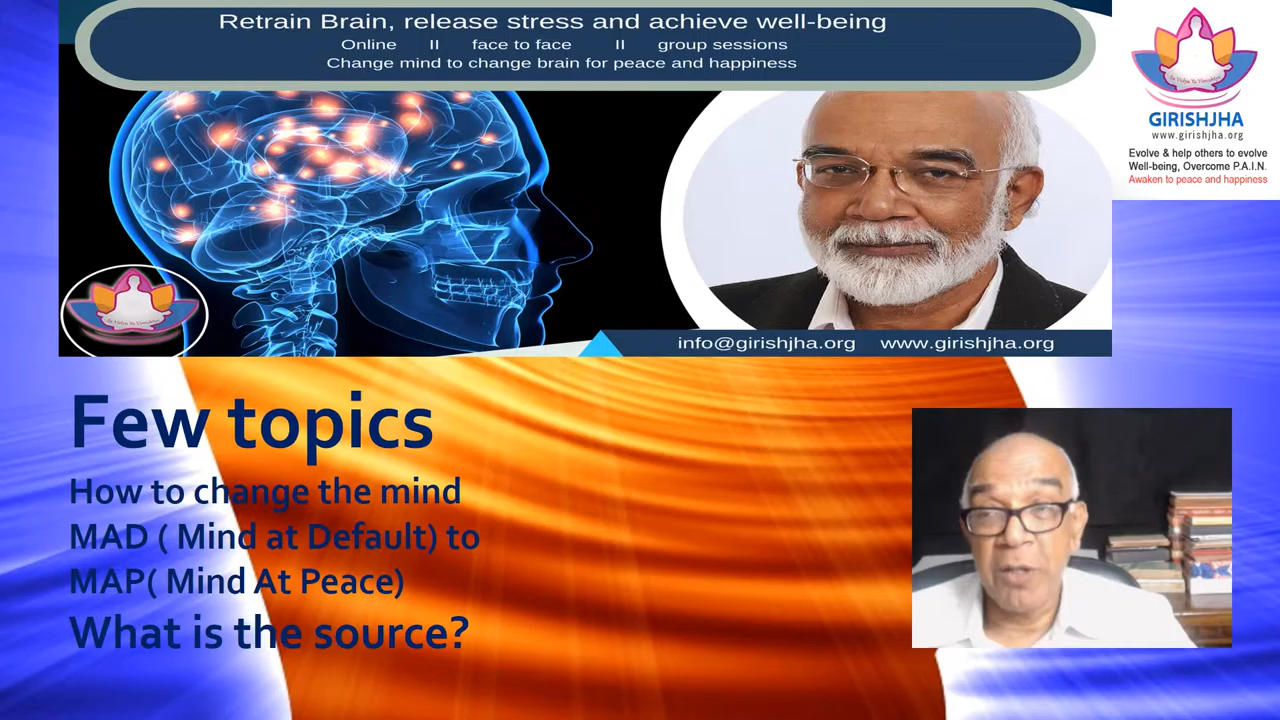 Retrain Brain, release stress and achieve well-being
Online II face to face II group sessions
Change mind to change brain for peace and happiness
GIRISHJHA
www.girishjha.org
Evolve & help others to evolve
Well-being, Overcome P.A.I.N.
Awaken to peace and happiness
info@girishjha.org www.girishjha.org
Few topics
How to change the mind
MAD ( Mind at Default) to
MAP( Mind At Peace)
What is the source?